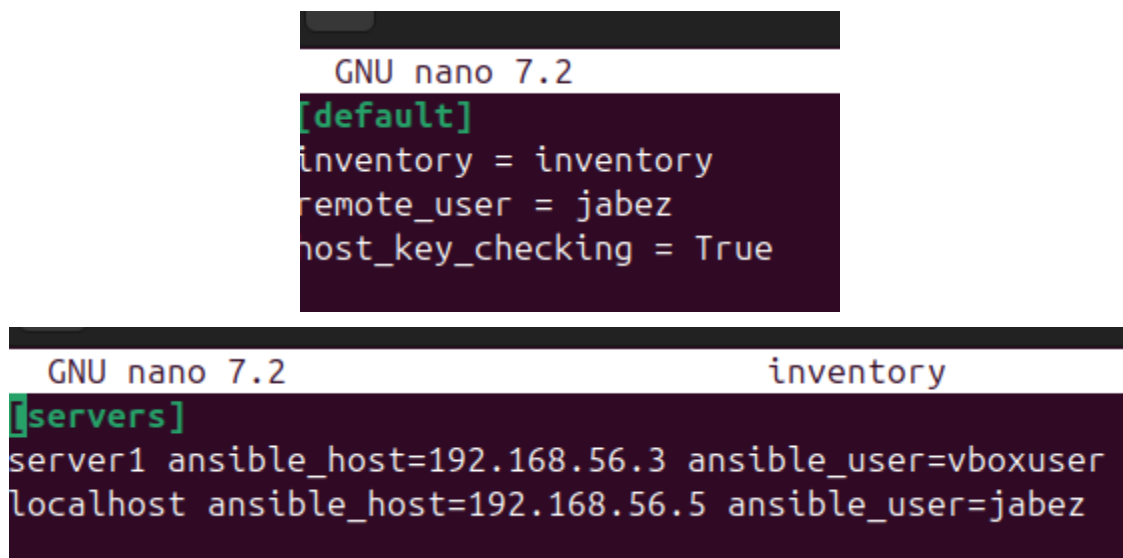 GNU nano 7.2
[default]
inventory = inventory
remote_user = jabez
host_key_checking = True
GNU nano 7.2 inventory
[servers]
server1 ansible_host=192.168.56.3 ansible_user=vboxuser
localhost ansible_host=192.168.56.5 ansible_user=jabez